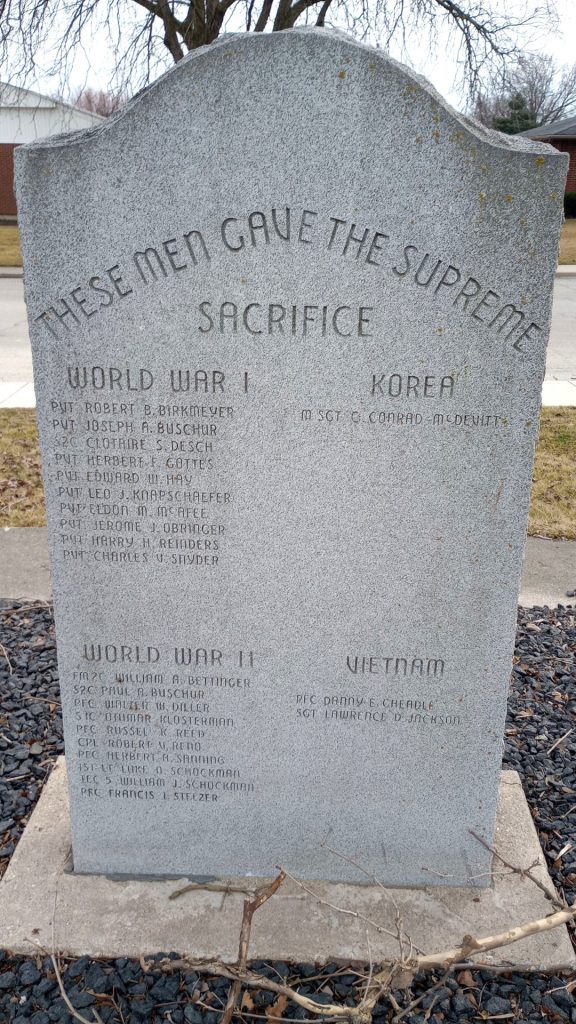 THESE MEN GAVE THE SUPREME
SACRIFICE
WORLD WAR I
PVT ROBERT B. BIRKMEYER
PVT JOSEPH A. BUSCHUR
S2C CLOTAIRE S. DESCH
PVT HERBERT F. GOTTES
PVT EDWARD W. HAY
PVT LEO J. KNAPSCHAEFER
PVT ELDON M. MCAFEE
PVT JEROME J. OBRINGER
PVT HARRY H. REINDERS
PVT CHARLES V. SNYDER
KOREA
M SGT C. CONRAD MCDEVITT
WORLD WAR II
FM2C WILLIAM A. BETTINGER
S2C PAUL A. BUSCHUR
PFC WALTER W. DILLER
S1C KLOSTERMAN
PFC RUSSEL K. REED
CPL ROBERT V. RENO
PFC HERBERT A. SANNING
1ST LT LUKE O. SCHOCKMAN
TEC 5 WILLIAM J. SCHOCKMAN
PFC FRANCIS I. STELZER
VIETNAM
PFC DANNY E. CHEADLE
SGT LAWRENCE D. JACKSON